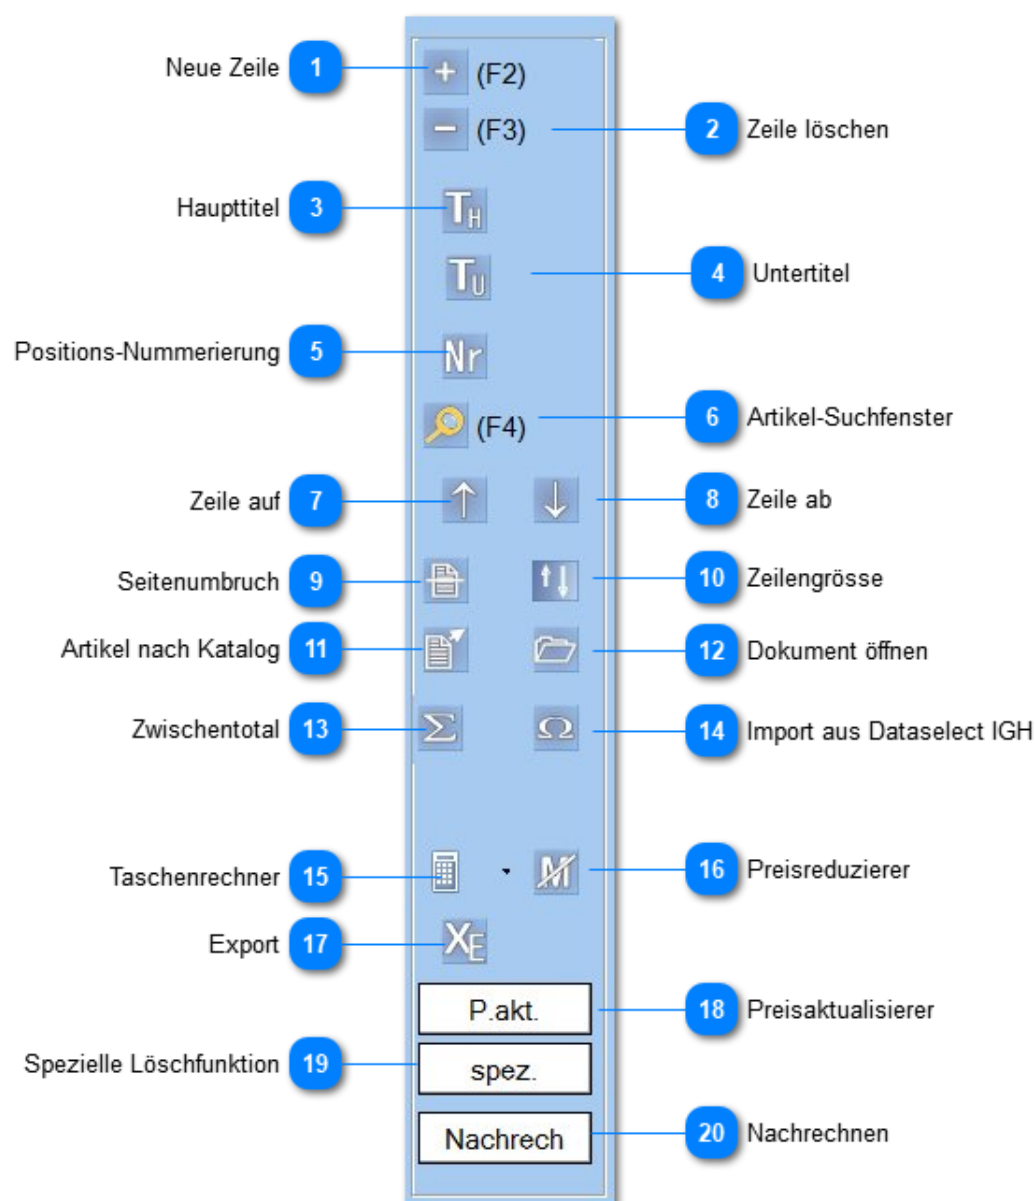 Neue Zeile 1 + (F2)
− (F3) 2 Zeile löschen
Haupttitel 3 TH
TU 4 Untertitel
Positions-Nummerierung 5 Nr
(F4) 6 Artikel-Suchfenster
Zeile auf 7 ↑ ↓ 8 Zeile ab
Seitenumbruch 9 10 Zeilengrösse
Artikel nach Katalog 11 12 Dokument öffnen
Zwischentotal 13 Σ Ω 14 Import aus Dataselect IGH
Taschenrechner 15 M 16 Preisreduzierer
Export 17 XE
P.akt. 18 Preisaktualisierer
Spezielle Löschfunktion 19 spez.
Nachrech 20 Nachrechnen